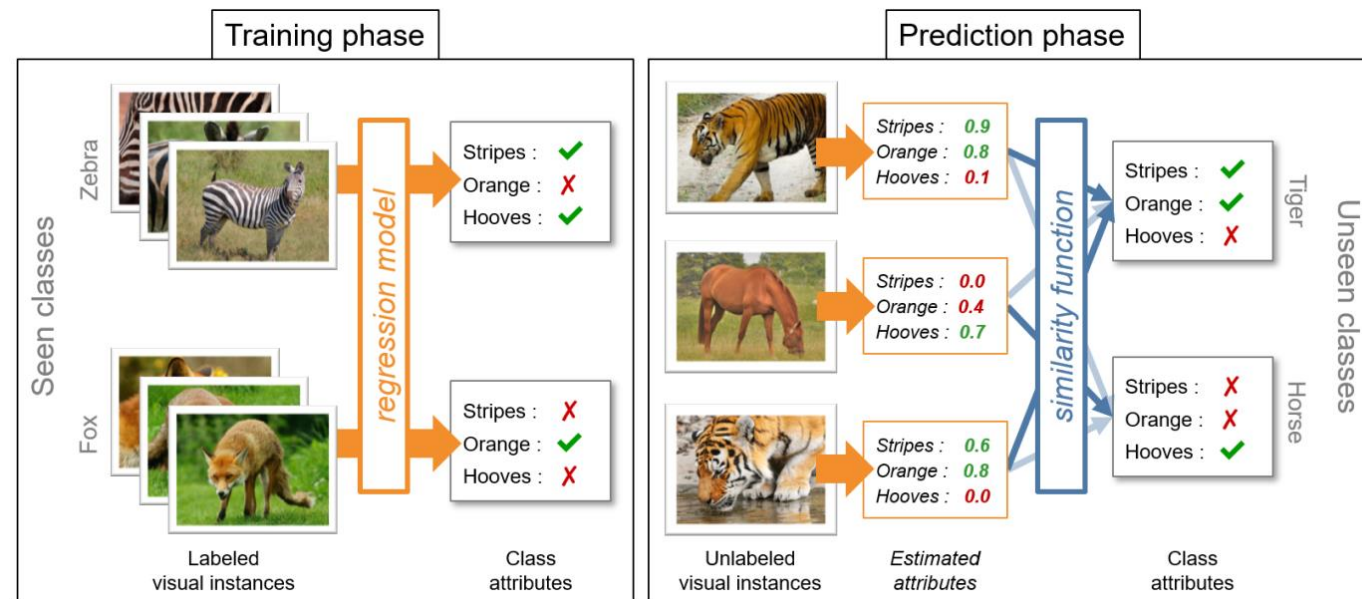 Training phase
Seen classes
Zebra
Fox
regression model
Stripes : ✓
Orange : ✗
Hooves : ✓
Stripes : ✗
Orange : ✓
Hooves : ✗
Labeled
visual instances
Class
attributes
Prediction phase
Stripes : 0.9
Orange : 0.8
Hooves : 0.1
Stripes : 0.0
Orange : 0.4
Hooves : 0.7
Stripes : 0.6
Orange : 0.8
Hooves : 0.0
similarity function
Stripes : ✓
Orange : ✓
Hooves : ✗
Tiger
Stripes : ✗
Orange : ✗
Hooves : ✓
Horse
Unseen classes
Unlabeled
visual instances
Estimated
attributes
Class
attributes